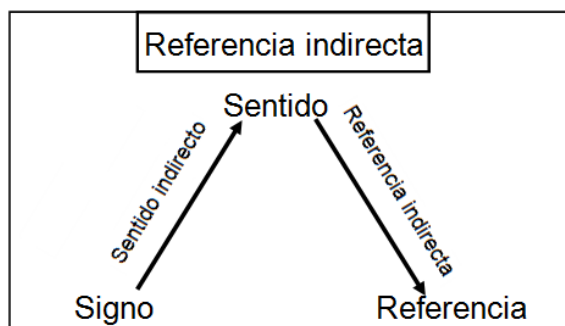 Referencia indirecta
Sentido
Sentido indirecto
Referencia indirecta
Signo
Referencia